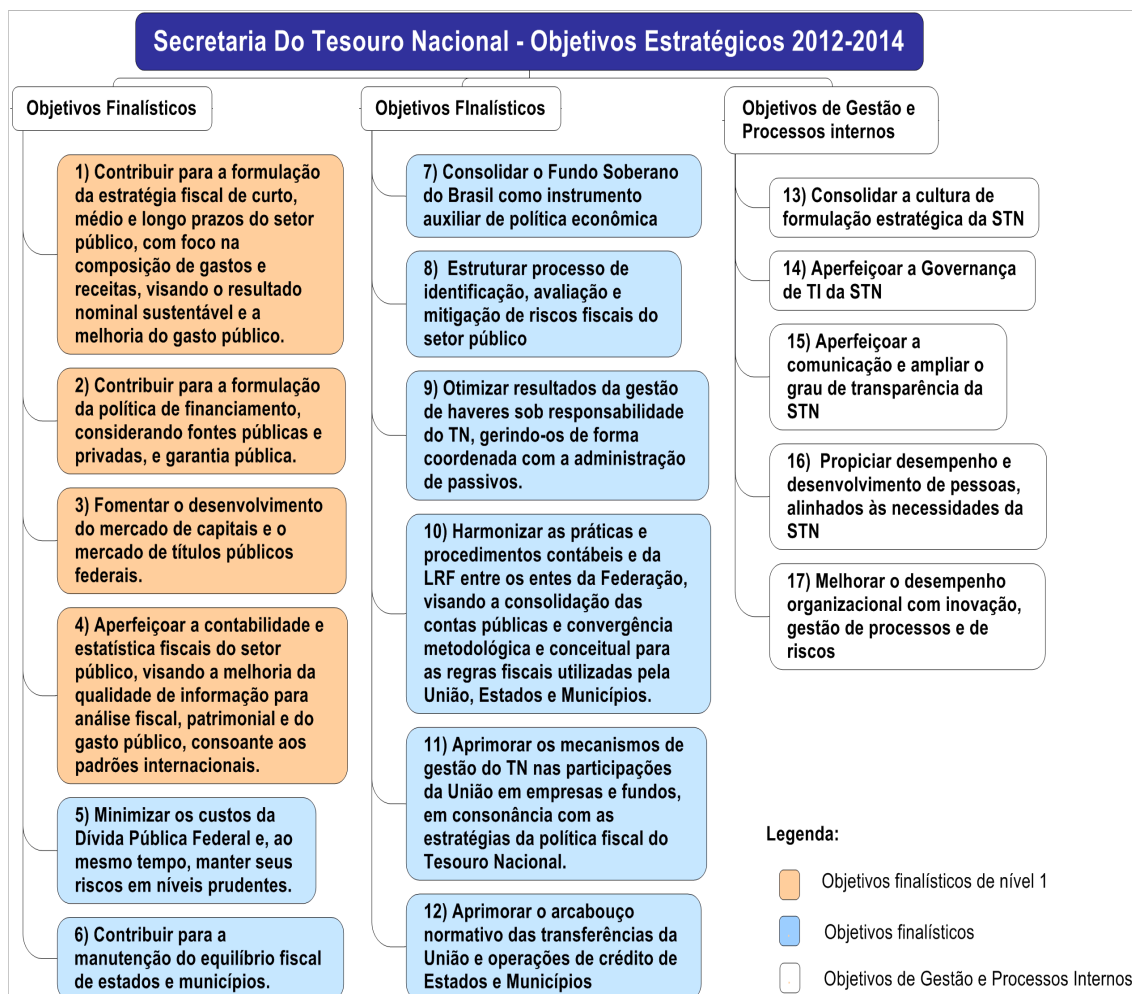 Secretaria Do Tesouro Nacional - Objetivos Estratégicos 2012-2014
Objetivos Finalísticos
1) Contribuir para a formulação
da estratégia fiscal de curto,
médio e longo prazos do setor
público, com foco na
composição de gastos e
receitas, visando o resultado
nominal sustentável e a
melhoria do gasto público.
2) Contribuir para a formulação
da política de financiamento,
considerando fontes públicas e
privadas, e garantia pública.
3) Fomentar o desenvolvimento
do mercado de capitais e o
mercado de títulos públicos
federais.
4) Aperfeiçoar a contabilidade e
estatística fiscais do setor
público, visando a melhoria da
qualidade de informação para
análise fiscal, patrimonial e do
gasto público, consoante aos
padrões internacionais.
5) Minimizar os custos da
Dívida Pública Federal e, ao
mesmo tempo, manter seus
riscos em níveis prudentes.
6) Contribuir para a
manutenção do equilíbrio fiscal
de estados e municípios.
Objetivos FInalísticos
7) Consolidar o Fundo Soberano
do Brasil como instrumento
auxiliar de política econômica
8) Estruturar processo de
identificação, avaliação e
mitigação de riscos fiscais do
setor público
9) Otimizar resultados da gestão
de haveres sob responsabilidade
do TN, gerindo-os de forma
coordenada com a administração
de passivos.
10) Harmonizar as práticas e
procedimentos contábeis e da
LRF entre os entes da Federação,
visando a consolidação das
contas públicas e convergência
metodológica e conceitual para
as regras fiscais utilizadas pela
União, Estados e Municípios.
11) Aprimorar os mecanismos de
gestão do TN nas participações
da União em empresas e fundos,
em consonância com as
estratégias da política fiscal do
Tesouro Nacional.
12) Aprimorar o arcabouço
normativo das transferências da
União e operações de crédito de
Estados e Municípios
Objetivos de Gestão e
Processos internos
13) Consolidar a cultura de
formulação estratégica da STN
14) Aperfeiçoar a Governança
de TI da STN
15) Aperfeiçoar a
comunicação e ampliar o
grau de transparência da
STN
16) Propiciar desempenho e
desenvolvimento de pessoas,
alinhados às necessidades da
STN
17) Melhorar o desempenho
organizacional com inovação,
gestão de processos e de
riscos
Legenda:
Objetivos finalísticos de nível 1
Objetivos finalísticos
Objetivos de Gestão e Processos Internos